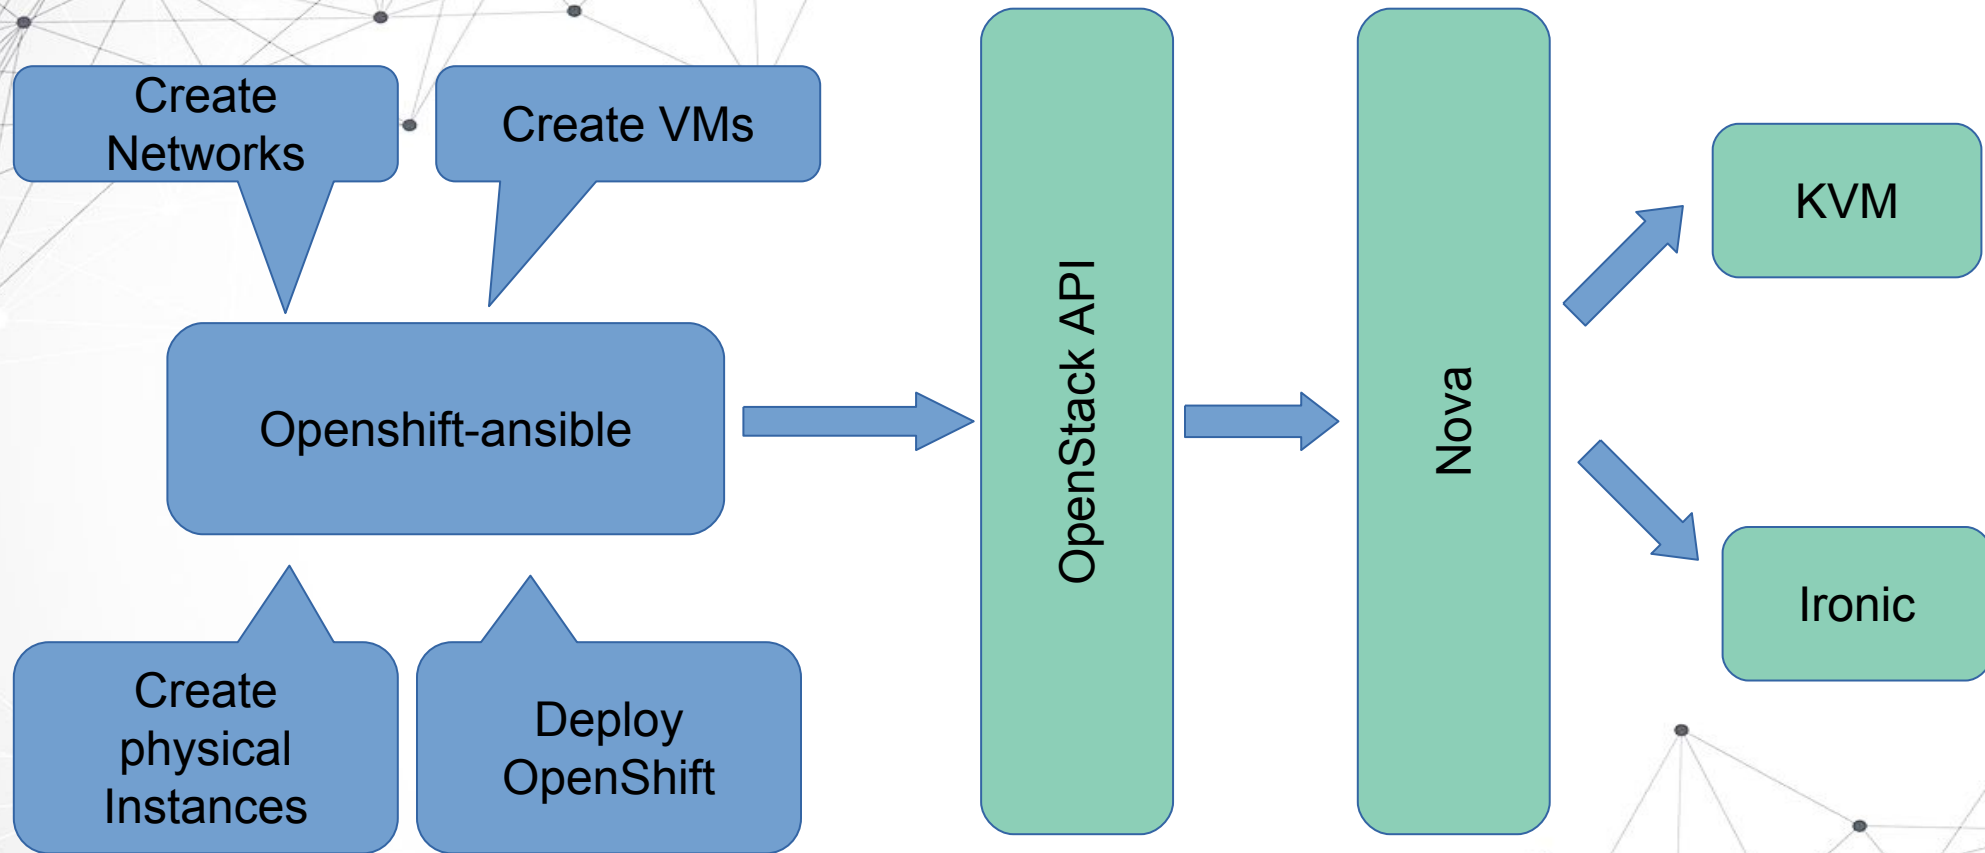 Create
Networks
Create VMs
Openshift-ansible
Create
physical
Instances
Deploy
OpenShift
OpenStack API
Nova
KVM
Ironic